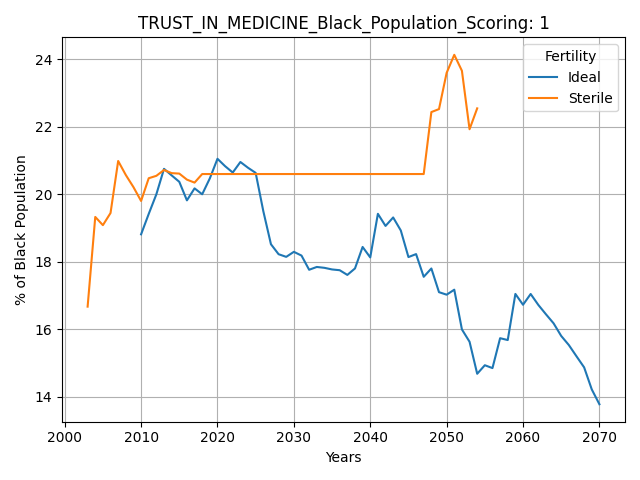 TRUST_IN_MEDICINE_Black_Population_Scoring: 1
Fertility
Ideal
Sterile
% of Black Population
24
22
20
18
16
14
2000 2010 2020 2030 2040 2050 2060 2070
Years